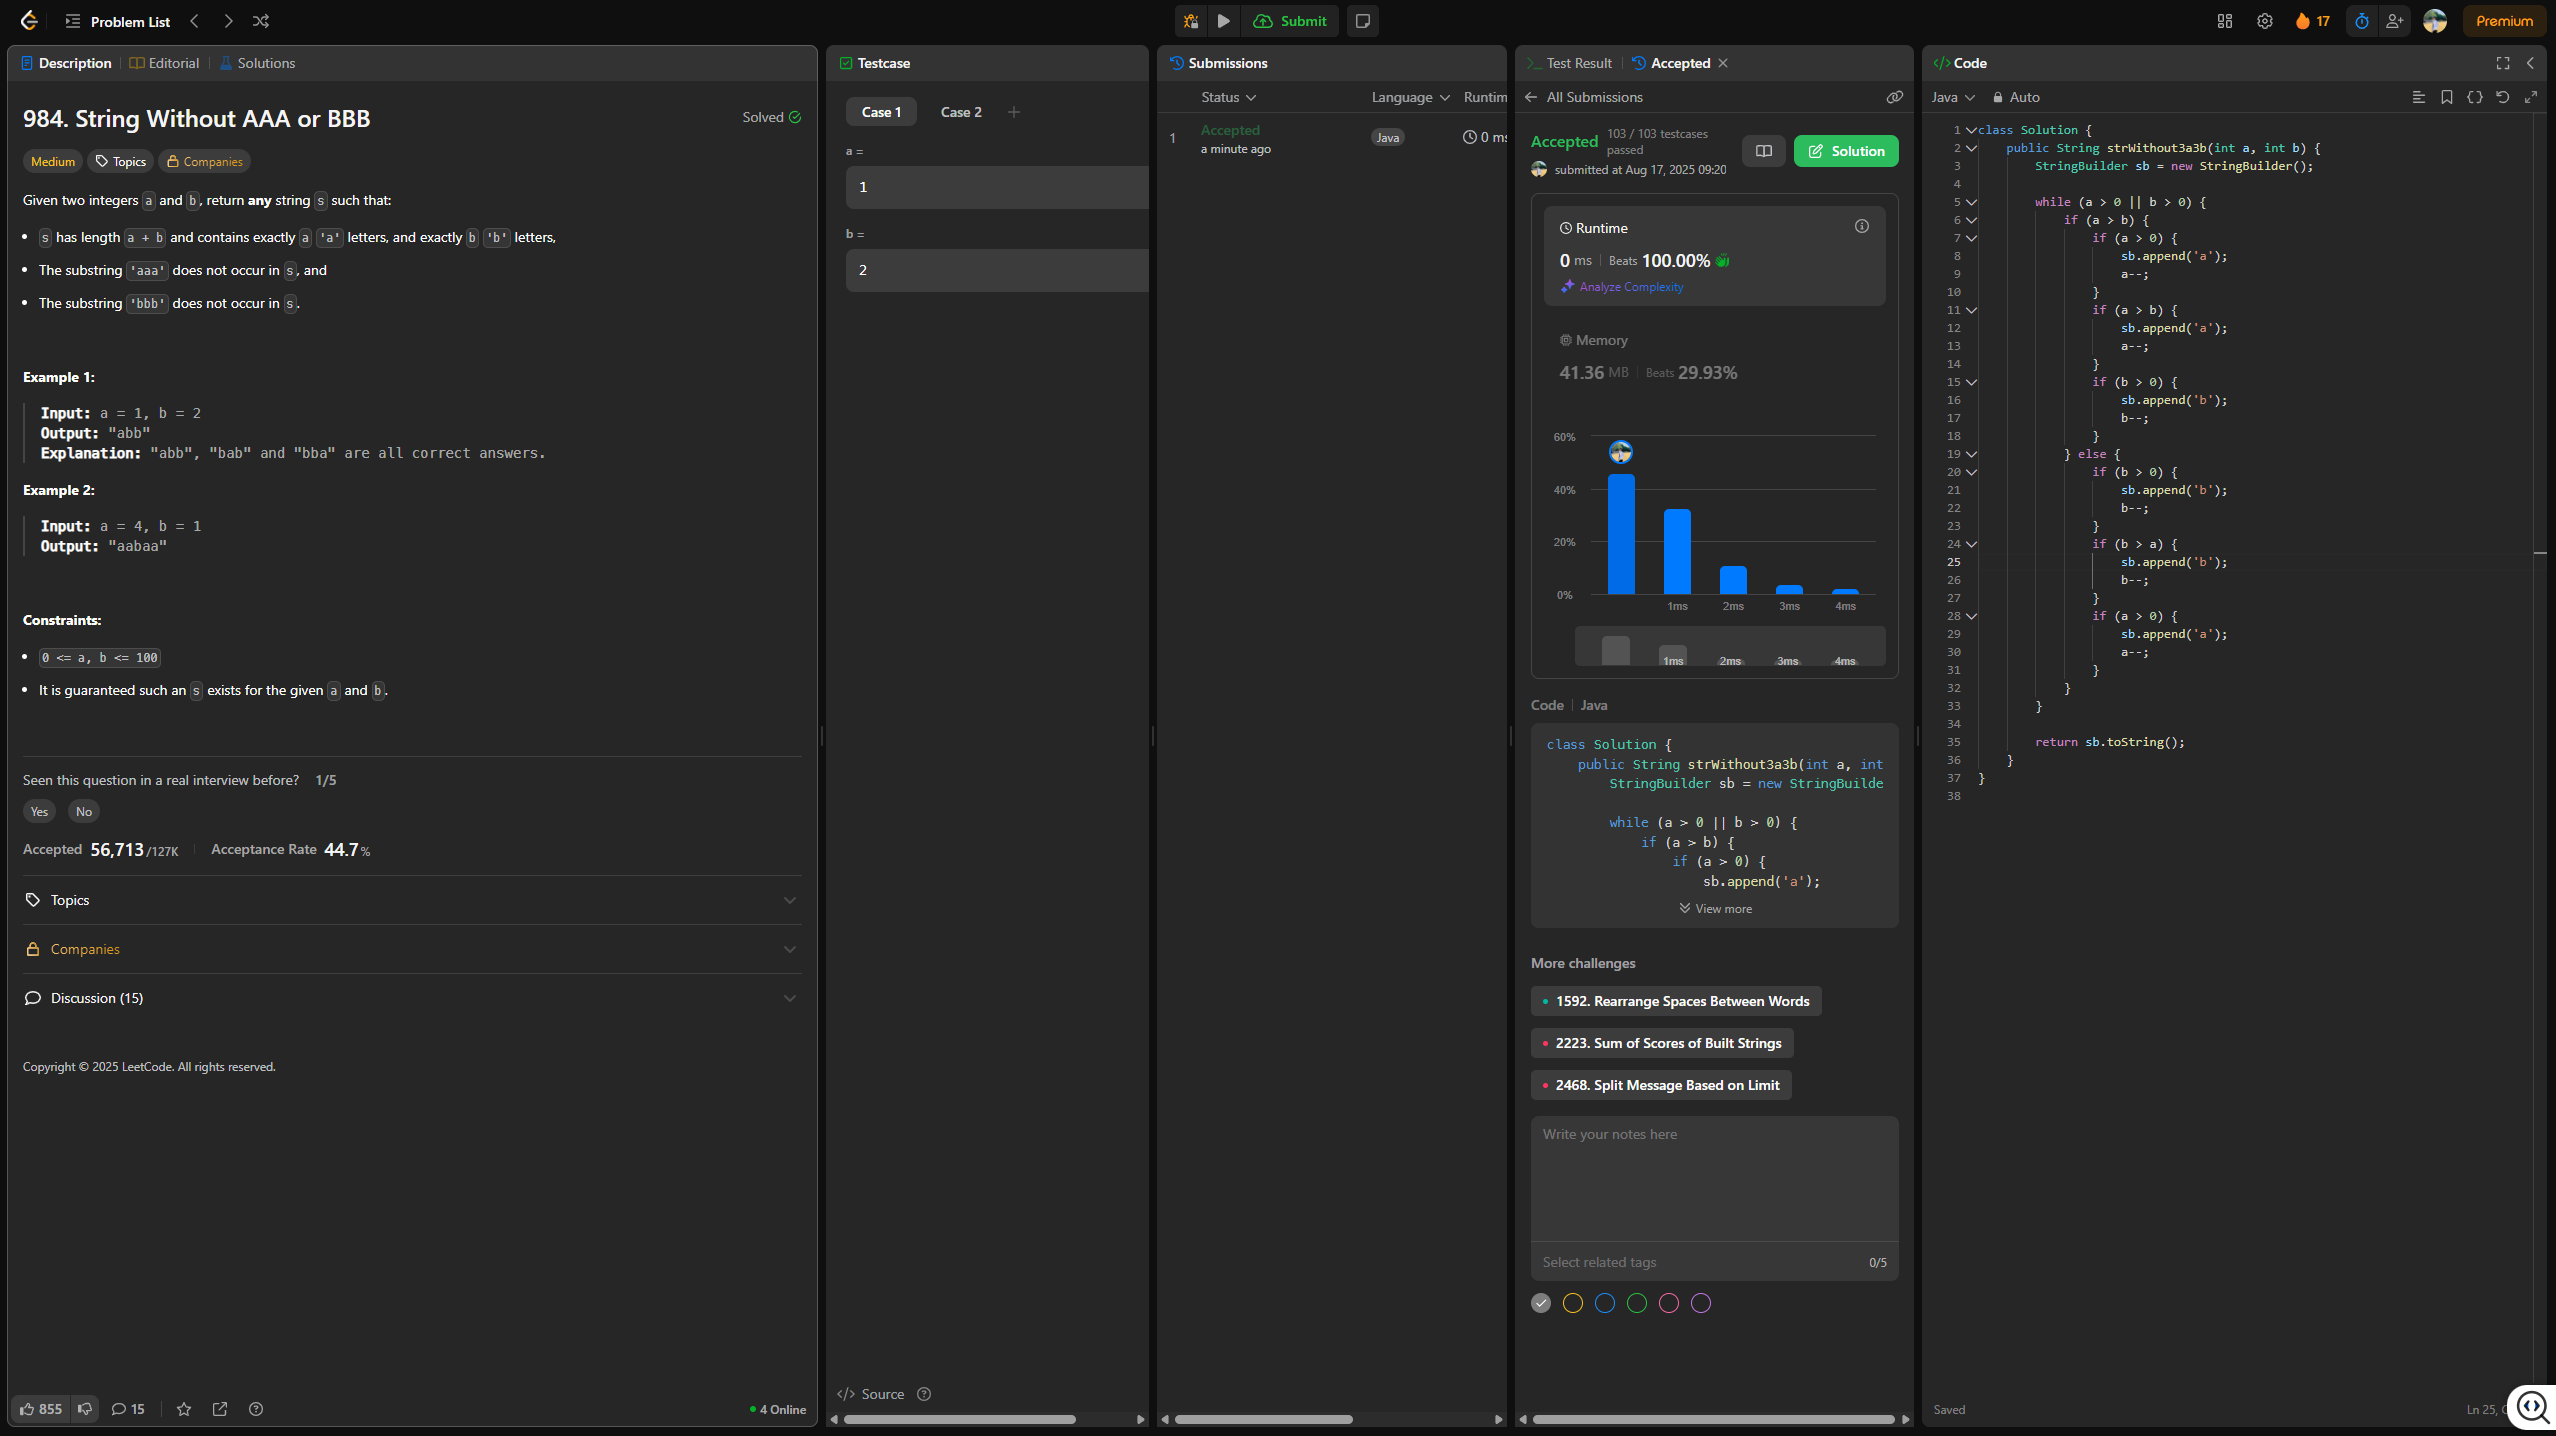 Problem List
Submit
17
Premium
Description
Editorial
Solutions
984. String Without AAA or BBB
Solved
Medium
Topics
Companies
Given two integers a and b, return any string s such that:
s has length a + b and contains exactly a 'a' letters, and exactly b 'b' letters,
The substring 'aaa' does not occur in s, and
The substring 'bbb' does not occur in s.
Example 1:
Input: a = 1, b = 2
Output: "abb"
Explanation: "abb", "bab" and "bba" are all correct answers.
Example 2:
Input: a = 4, b = 1
Output: "aabaa"
Constraints:
0 <= a, b <= 100
It is guaranteed such an s exists for the given a and b.
Seen this question in a real interview before? 1/5
Yes
No
Accepted 56,713/127K
Acceptance Rate 44.7%
Topics
Companies
Discussion (15)
Copyright © 2025 LeetCode. All rights reserved.
855
15
4 Online
Testcase
Case 1
Case 2
a =
1
b =
2
</> Source
Submissions
Status
Language
1
Accepted
a minute ago
Java
0 ms
Test Result
Accepted
All Submissions
Accepted
103 / 103 testcases passed
submitted at Aug 17, 2025 09:20
Solution
Runtime
0 ms
Beats 100.00%
Analyze Complexity
Memory
41.36 MB
Beats 29.93%
60%
40%
20%
0%
1ms 2ms 3ms 4ms
1ms 2ms 3ms 4ms
Code
Java
class Solution {
public String strWithout3a3b(int a, int
StringBuilder sb = new StringBuilde
while (a > 0 || b > 0) {
if (a > b) {
if (a > 0) {
sb.append('a');
View more
More challenges
1592. Rearrange Spaces Between Words
2223. Sum of Scores of Built Strings
2468. Split Message Based on Limit
Write your notes here
Select related tags
0/5
</> Code
Java
Auto
1 class Solution {
2 public String strWithout3a3b(int a, int b) {
3 StringBuilder sb = new StringBuilder();
4
5 while (a > 0 || b > 0) {
6 if (a > b) {
7 if (a > 0) {
8 sb.append('a');
9 a--;
10 }
11 if (a > b) {
12 sb.append('a');
13 a--;
14 }
15 if (b > 0) {
16 sb.append('b');
17 b--;
18 }
19 } else {
20 if (b > 0) {
21 sb.append('b');
22 b--;
23 }
24 if (b > a) {
25 sb.append('b');
26 b--;
27 }
28 if (a > 0) {
29 sb.append('a');
30 a--;
31 }
32 }
33 }
34
35 return sb.toString();
36 }
37 }
38
Saved
Ln 25,